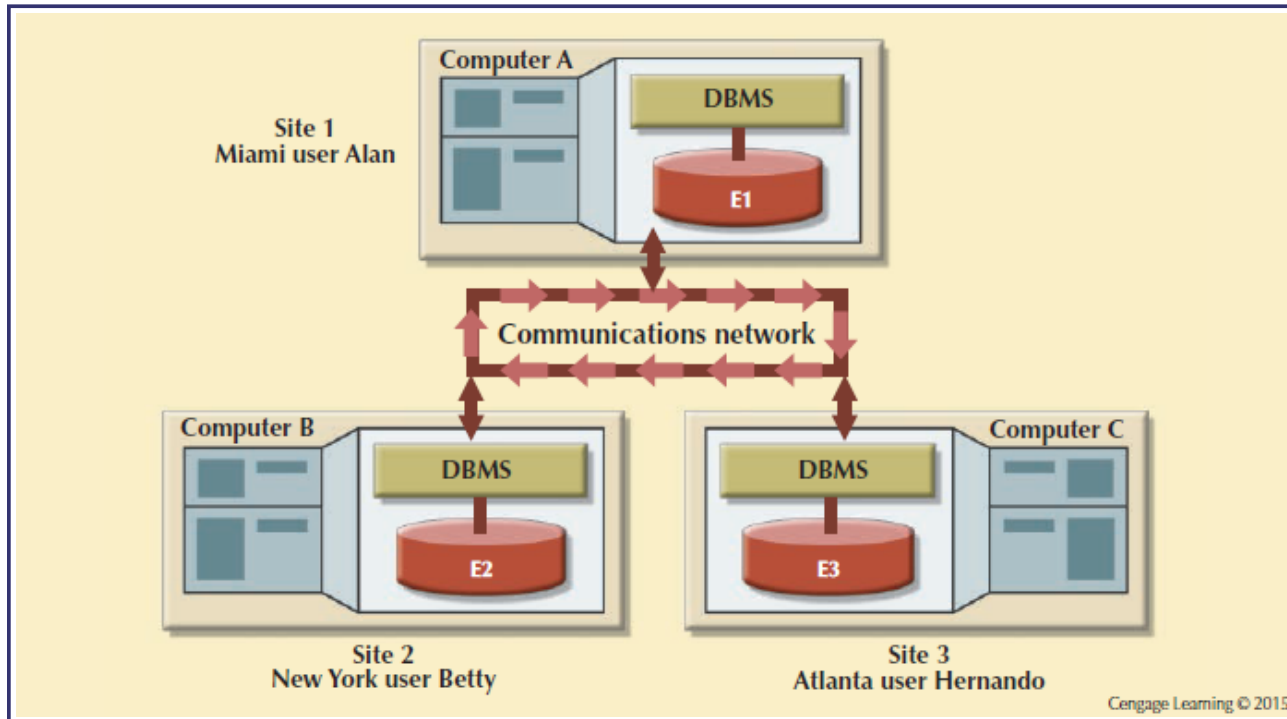 Computer A
DBMS
E1
Site 1
Miami user Alan
Communications network
Computer B
DBMS
E2
Computer C
DBMS
E3
Site 2
New York user Betty
Site 3
Atlanta user Hernando
Cengage Learning © 2015